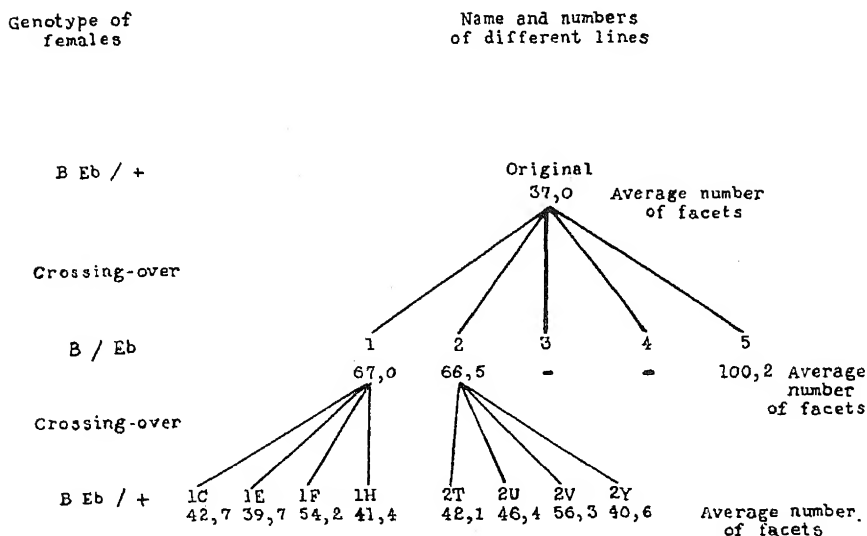 Genotype of
females
Name and numbers
of different lines
B Eb / +
Original
37,0
Average number
of facets
Crossing-over
B / Eb
1 2 3 4 5
67,0 66,5 - - 100,2 Average
number
of facets
Crossing-over
B Eb / +
1C 1E 1F 1H 2T 2U 2V 2Y
42,7 39,7 54,2 41,4 42,1 46,4 56,3 40,6
Average number.
of facets